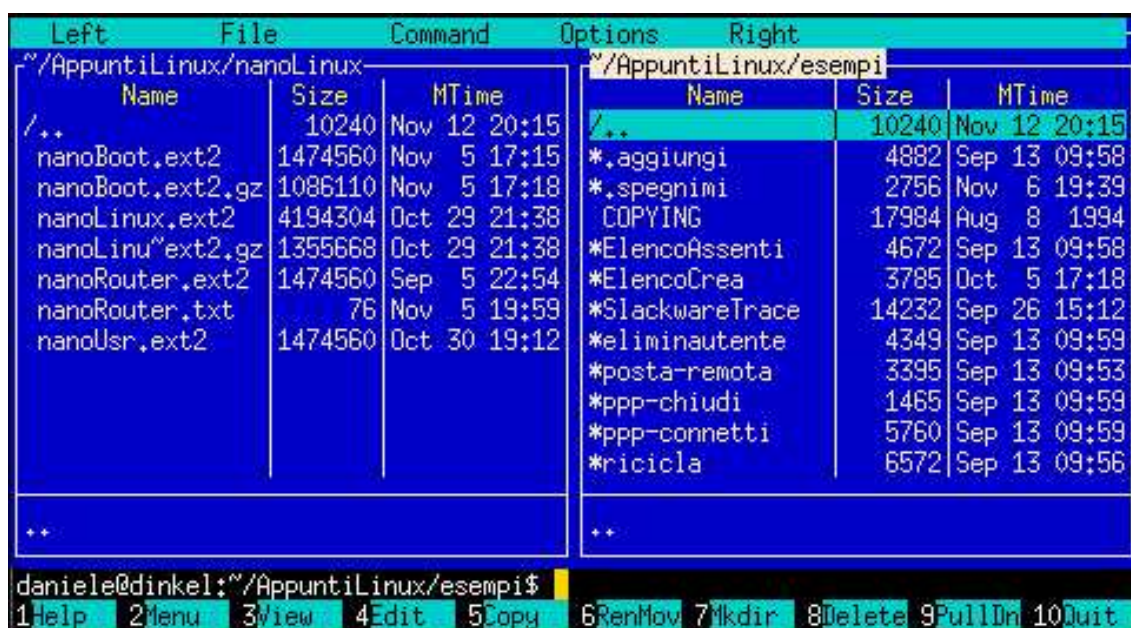 Left File Command Options Right
~/AppuntiLinux/nanoLinux ~/AppuntiLinux/esempi
Name Size MTime Name Size MTime
/.. 10240 Nov 12 20:15 /.. 10240 Nov 12 20:15
nanoBoot.ext2 1474560 Nov 5 17:15 *.aggiungi 4882 Sep 13 09:58
nanoBoot.ext2.gz 1086110 Nov 5 17:18 *.spegnimi 2756 Nov 6 19:39
nanoLinux.ext2 4194304 Oct 29 21:38 COPYING 17984 Aug 8 1994
nanoLinu~ext2.gz 1355668 Oct 29 21:38 *ElencoAssenti 4672 Sep 13 09:58
nanoRouter.ext2 1474560 Sep 5 22:54 *ElencoCrea 3785 Oct 5 17:18
nanoRouter.txt 76 Nov 5 19:59 *SlackwareTrace 14232 Sep 26 15:12
nanoUsr.ext2 1474560 Oct 30 19:12 *eliminautente 4349 Sep 13 09:59
*posta-remota 3395 Sep 13 09:53
*ppp-chiudi 1465 Sep 13 09:59
*ppp-connetti 5760 Sep 13 09:59
*ricicla 6572 Sep 13 09:56
.. ..
daniele@dinkel:~/AppuntiLinux/esempi$
1Help 2Menu 3View 4Edit 5Copy 6RenMov 7Mkdir 8Delete 9PullDn 10Quit